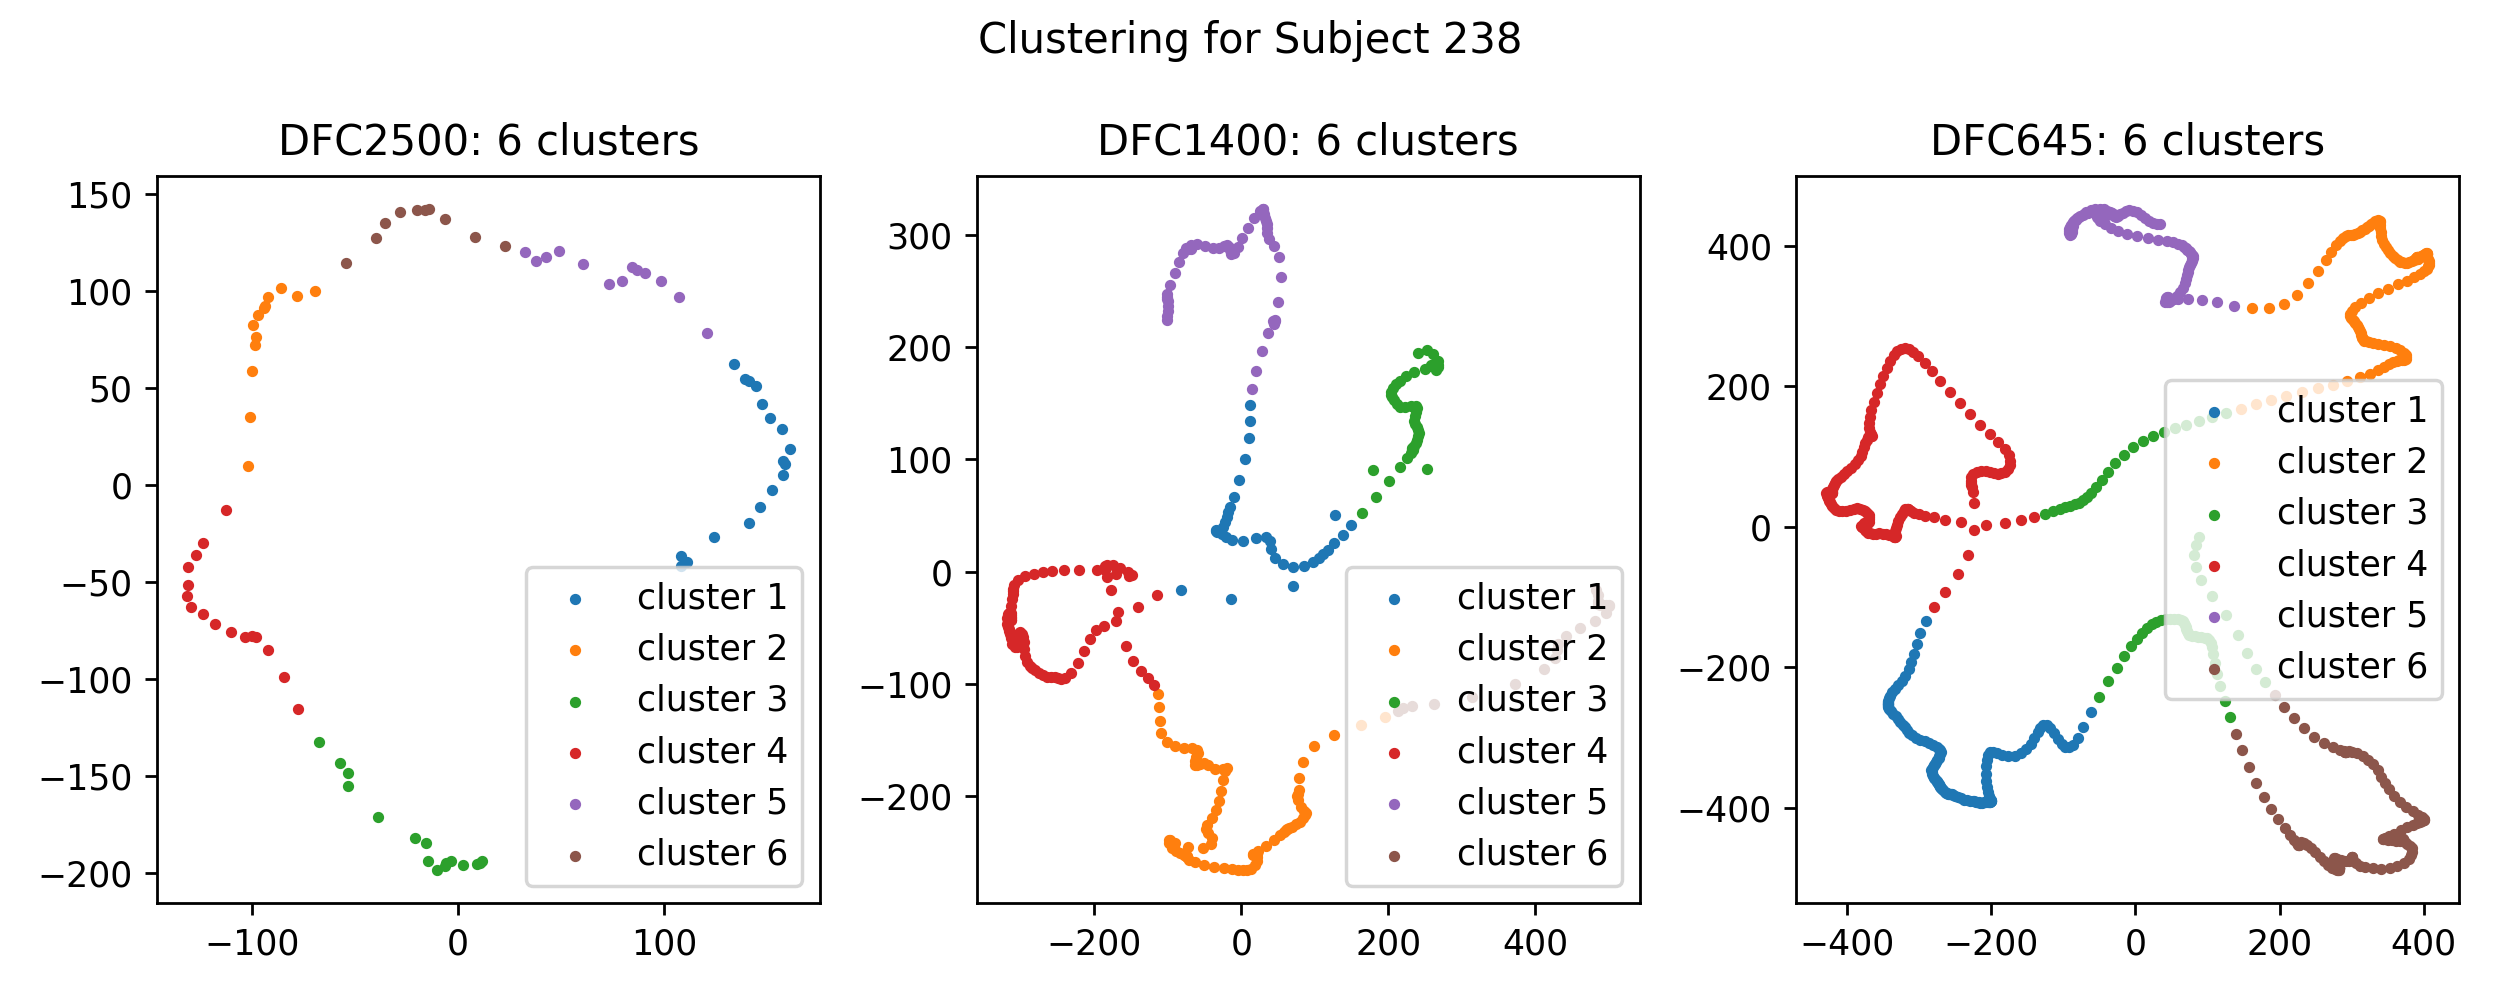 Clustering for Subject 238
DFC2500: 6 clusters
150
100
50
0
−50
−100
−150
−200
−100
0
100
cluster 1
cluster 2
cluster 3
cluster 4
cluster 5
cluster 6
DFC1400: 6 clusters
300
200
100
0
−100
−200
−200
0
200
400
cluster 1
cluster 2
cluster 3
cluster 4
cluster 5
cluster 6
DFC645: 6 clusters
400
200
0
−200
−400
−400
−200
0
200
400
cluster 1
cluster 2
cluster 3
cluster 4
cluster 5
cluster 6